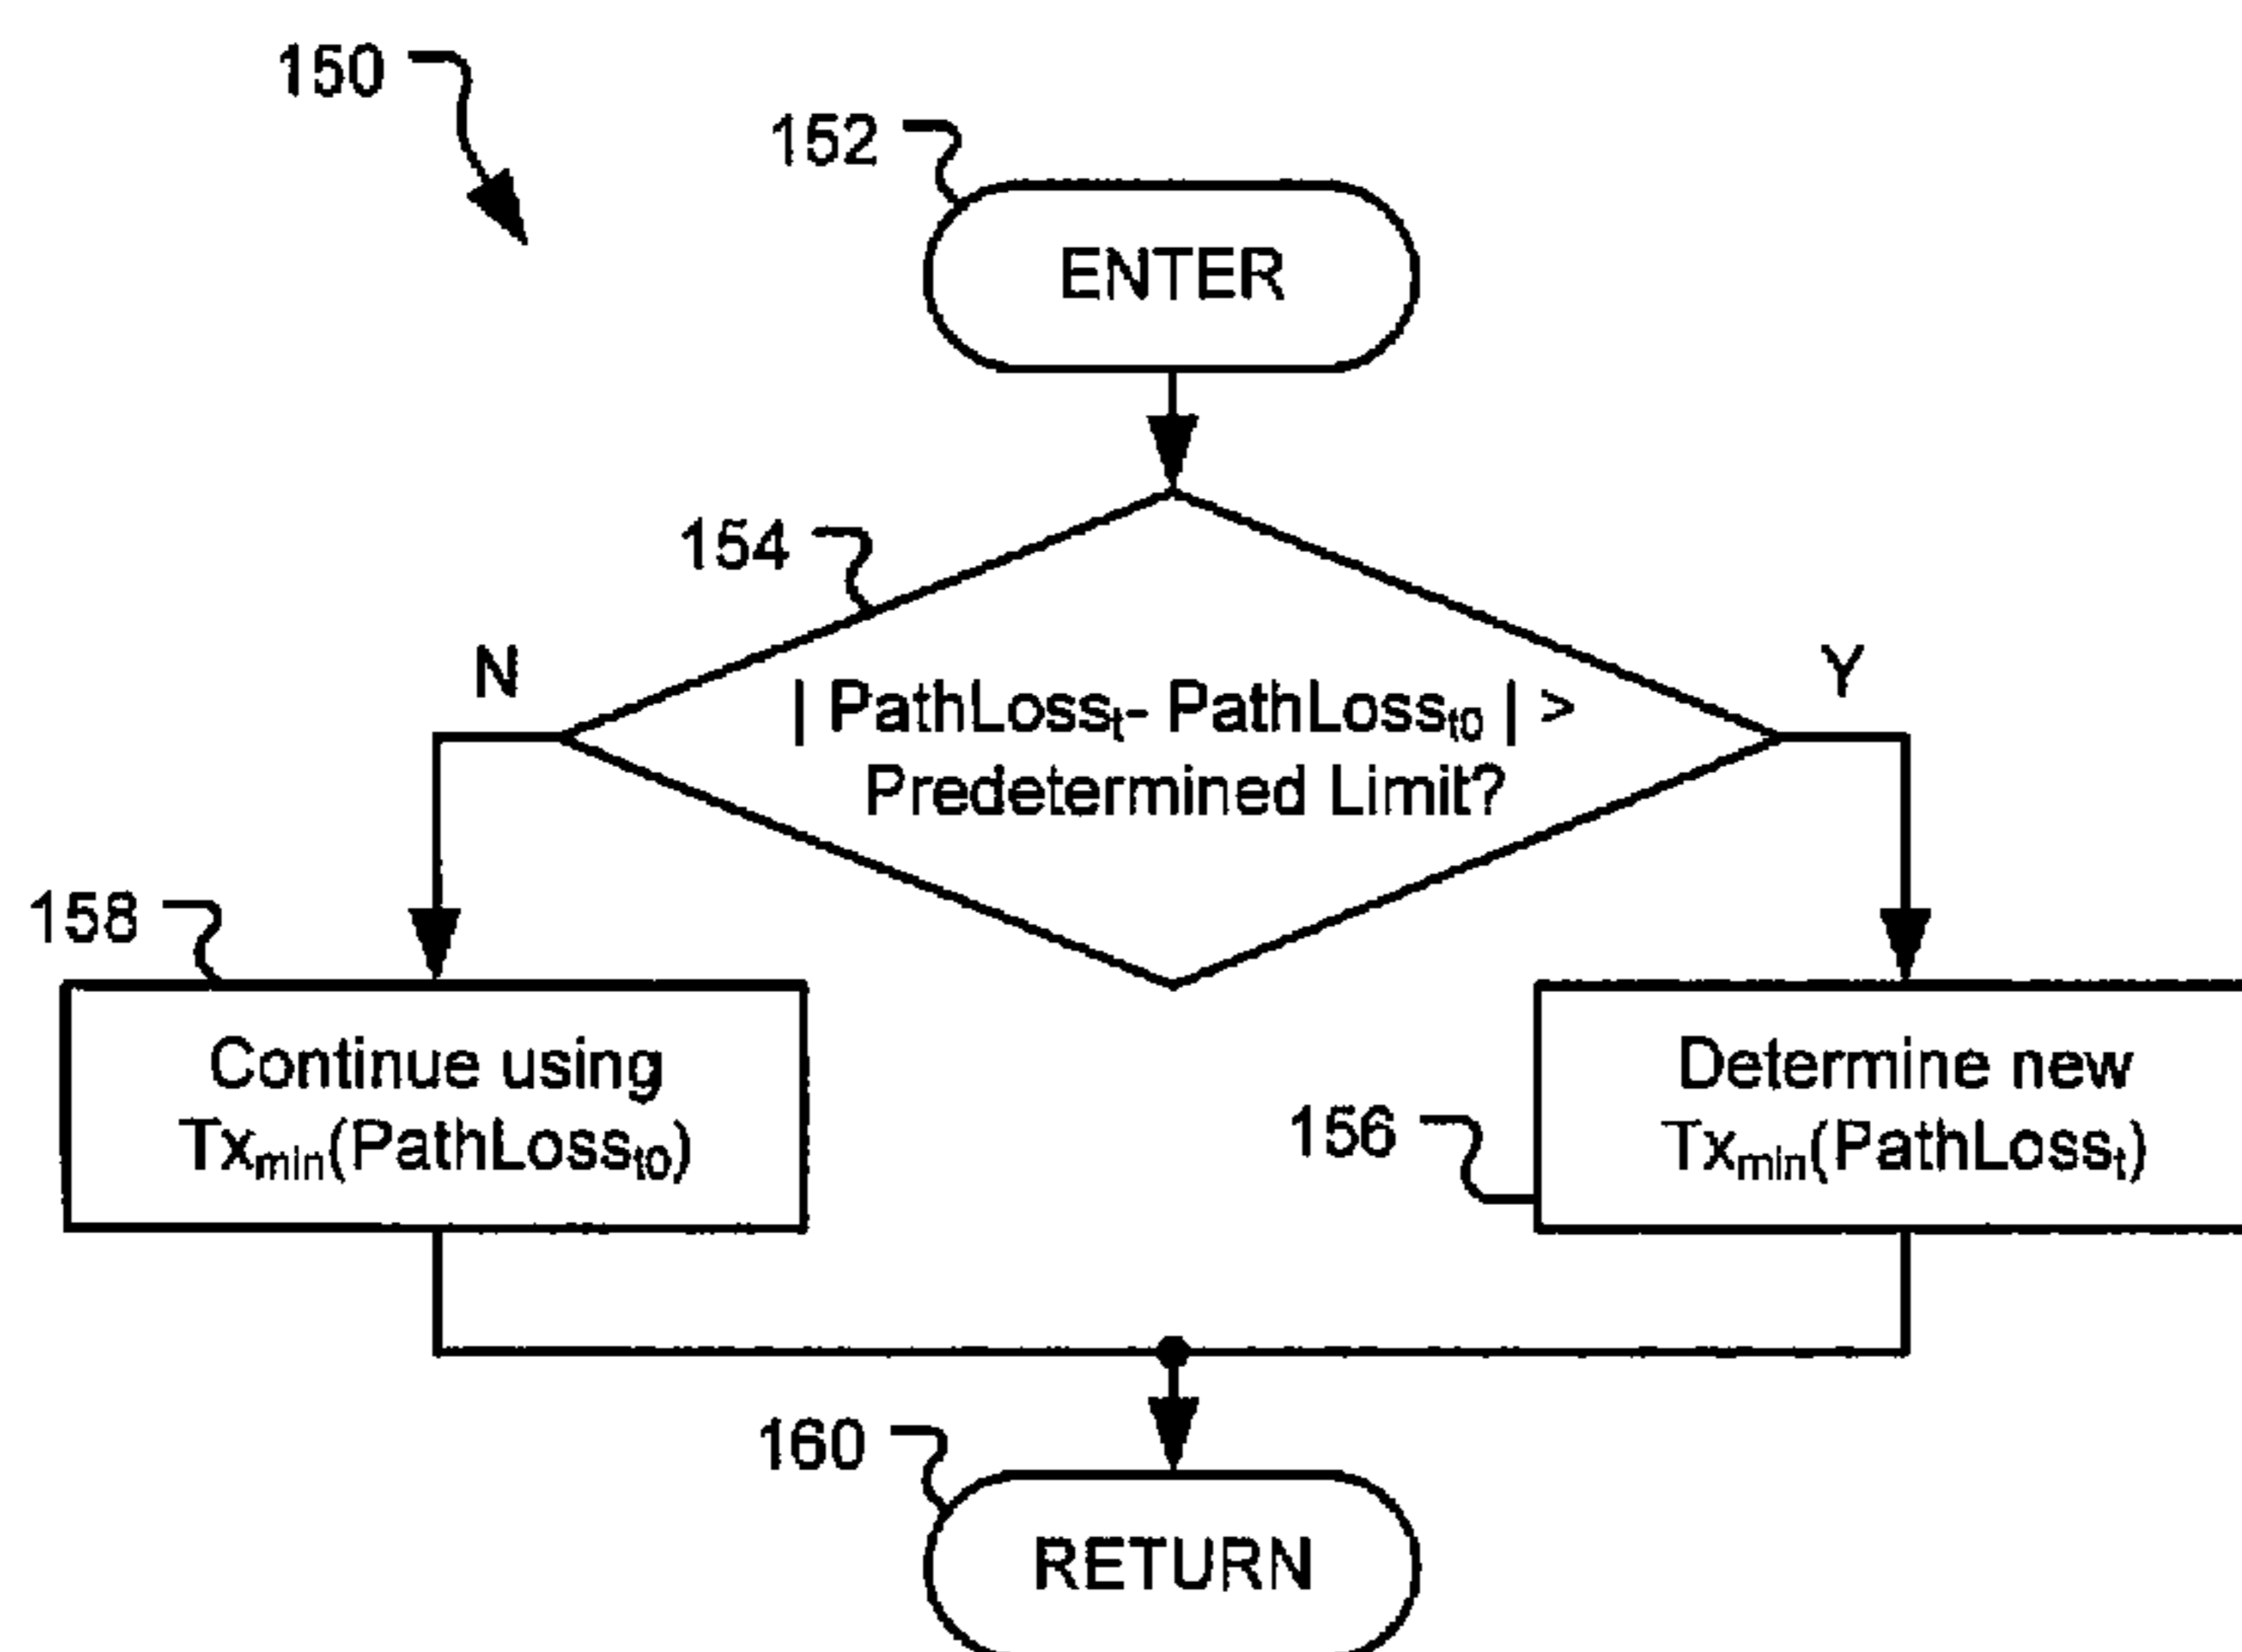 150
152
ENTER
154
N
Y
| PathLossₜ- PathLossₜ₀ | >
Predetermined Limit?
158
Continue using
Txₘᵢₙ(PathLossₜ₀)
156
Determine new
Txₘᵢₙ(PathLossₜ)
160
RETURN